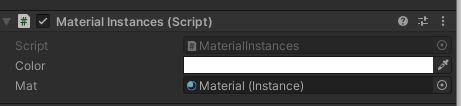 Material Instances (Script)
Script MaterialInstances
Color
Mat Material (Instance)